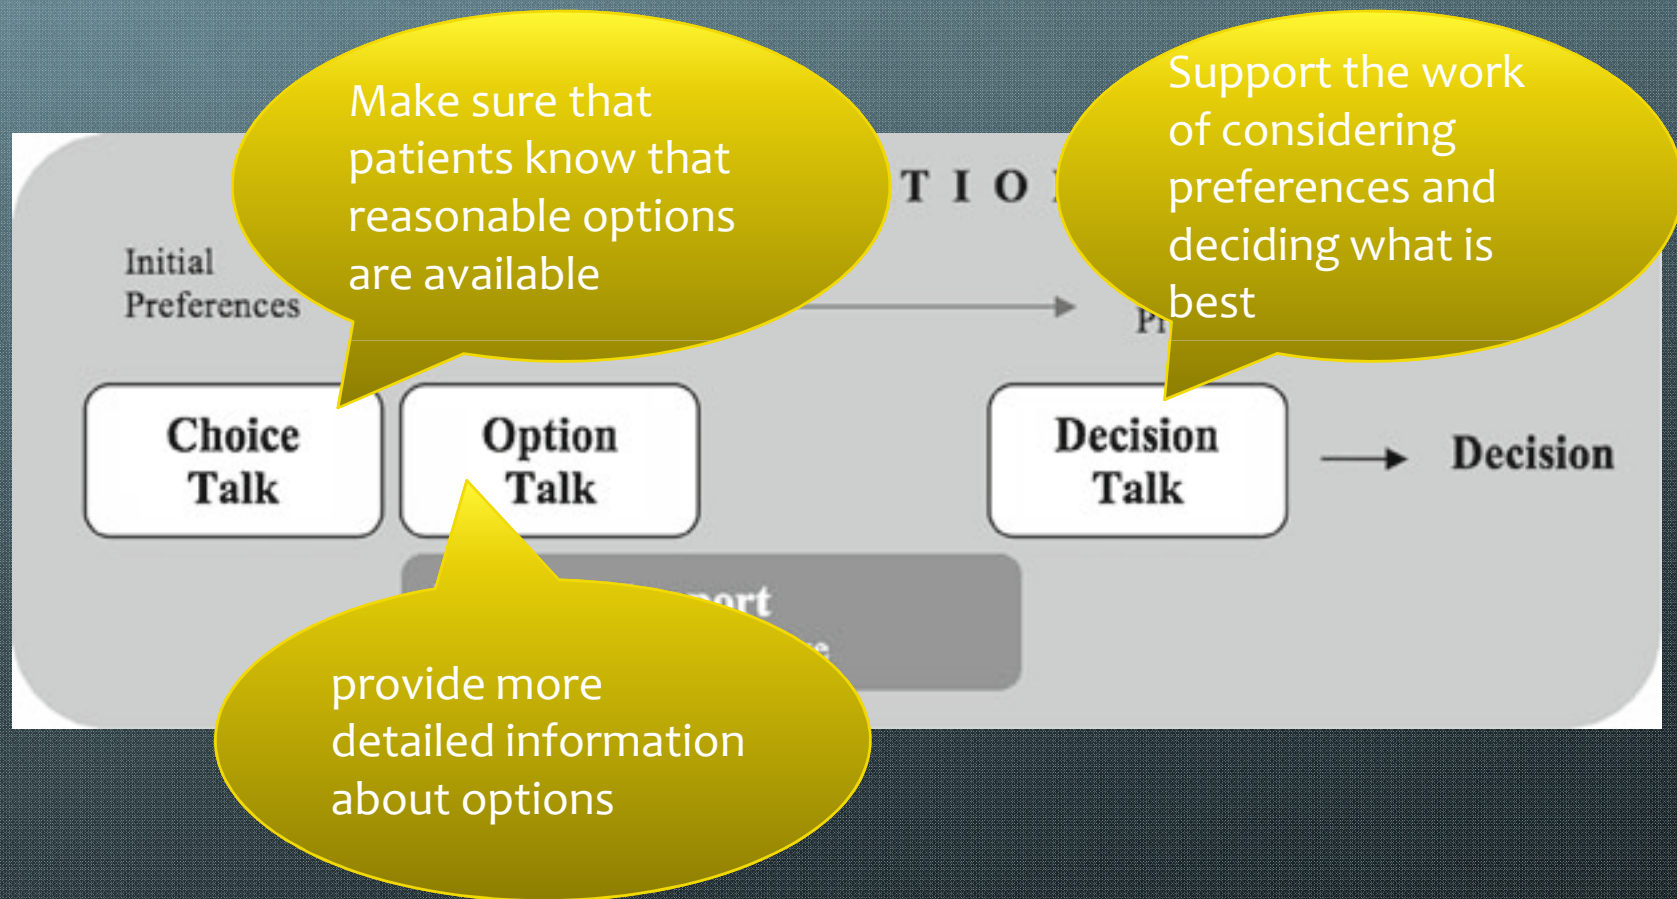 Make sure that
patients know that
reasonable options
are available
Support the work
of considering
preferences and
deciding what is
best
T I O
Initial
Preferences
Choice
Talk
Option
Talk
Decision
Talk
Decision
provide more
detailed information
about options